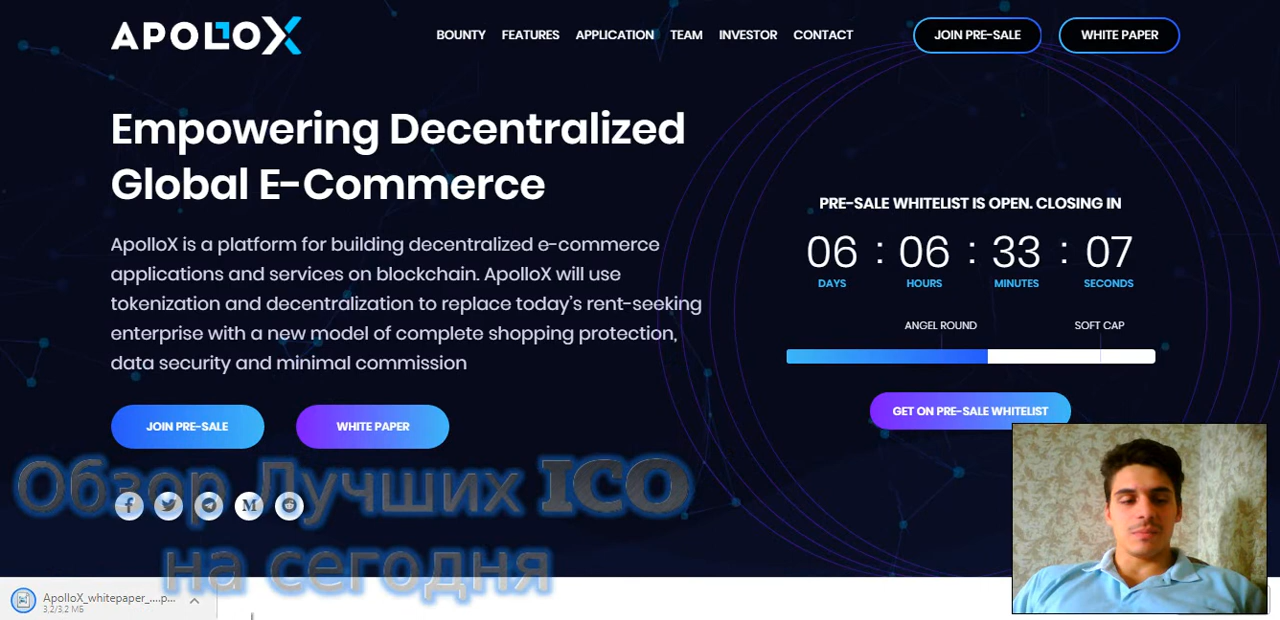 APOLLOX
BOUNTY FEATURES APPLICATION TEAM INVESTOR CONTACT JOIN PRE-SALE WHITE PAPER
Empowering Decentralized
Global E-Commerce
ApolloX is a platform for building decentralized e-commerce
applications and services on blockchain. ApolloX will use
tokenization and decentralization to replace today's rent-seeking
enterprise with a new model of complete shopping protection,
data security and minimal commission
JOIN PRE-SALE WHITE PAPER
PRE-SALE WHITELIST IS OPEN. CLOSING IN
06 : 06 : 33 : 07
DAYS HOURS MINUTES SECONDS
ANGEL ROUND SOFT CAP
GET ON PRE-SALE WHITELIST
Обзор Лучших ICO
на сегодня
ApolloX_whitepaper_....p...
3,2/3,2 МБ